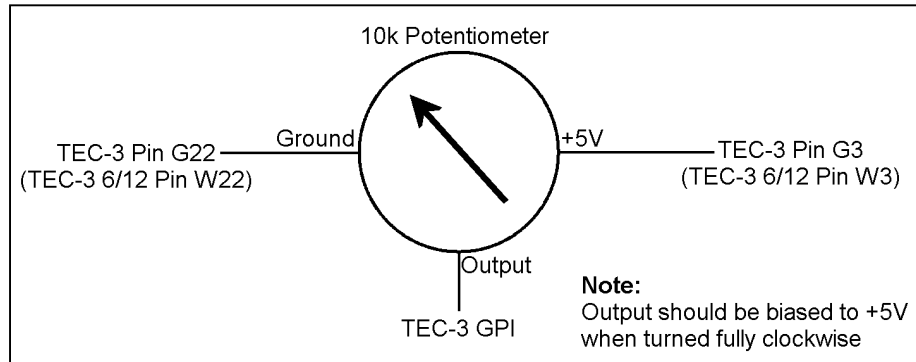 10k Potentiometer
Ground
+5V
TEC-3 Pin G22
(TEC-3 6/12 Pin W22)
TEC-3 Pin G3
(TEC-3 6/12 Pin W3)
Output
TEC-3 GPI
Note:
Output should be biased to +5V
when turned fully clockwise